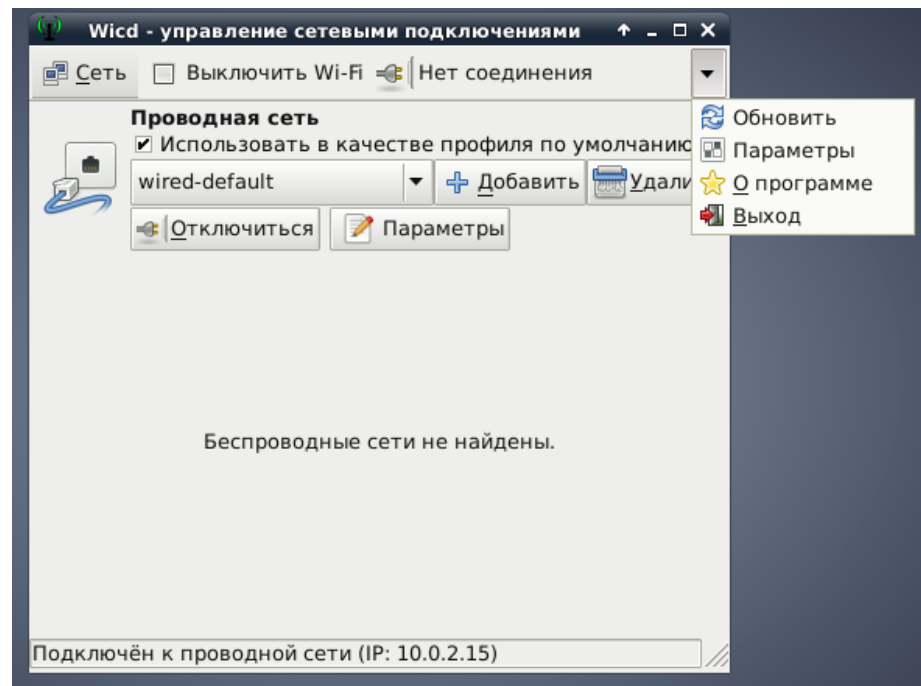 Wicd - управление сетевыми подключениями
Сеть Выключить Wi-Fi Нет соединения
Проводная сеть
Использовать в качестве профиля по умолчанию
wired-default Добавить Удали
Отключиться Параметры
Обновить
Параметры
О программе
Выход
Беспроводные сети не найдены.
Подключён к проводной сети (IP: 10.0.2.15)